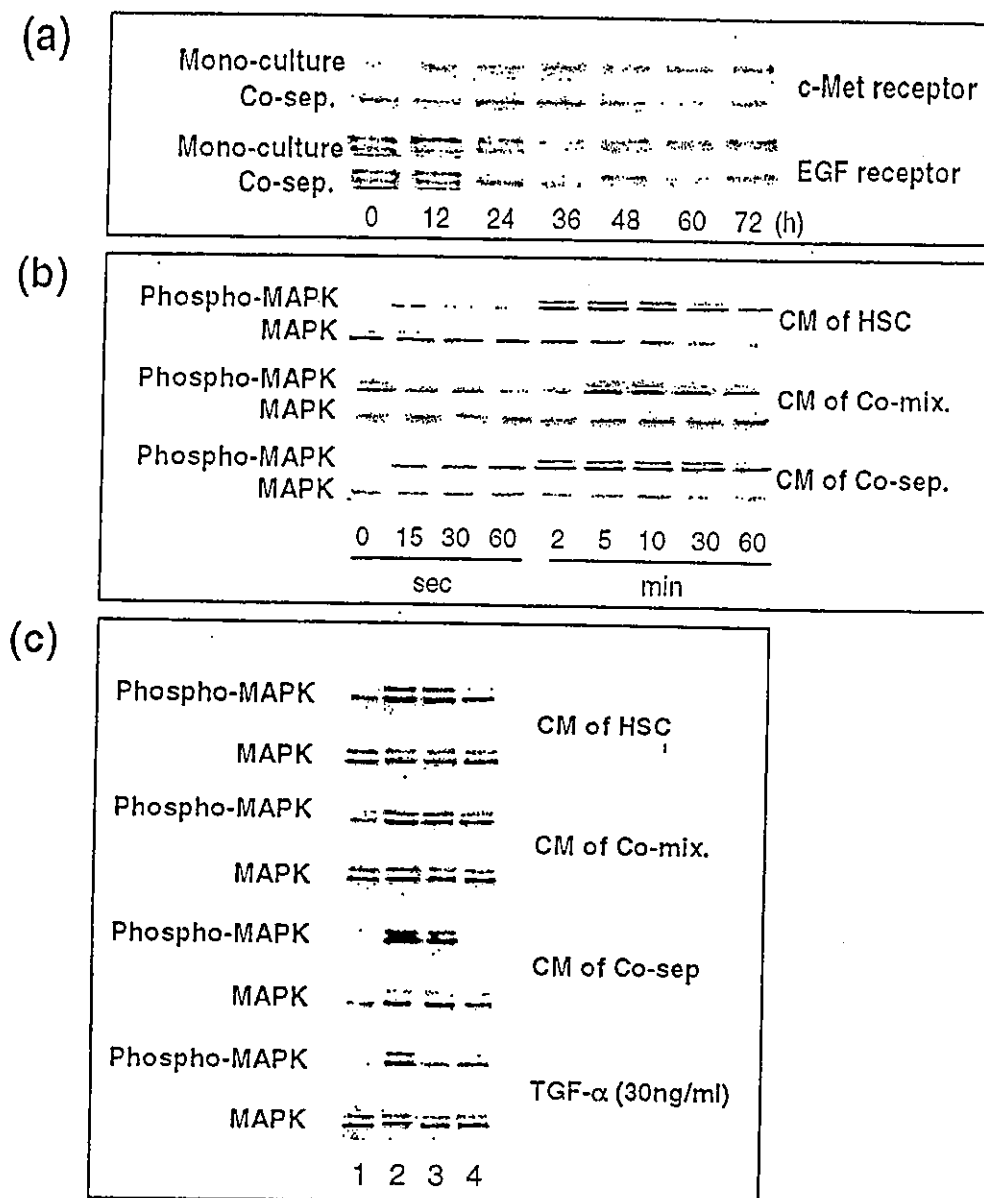 (a)
Mono-culture
Co-sep.
c-Met receptor
Mono-culture
Co-sep.
EGF receptor
0 12 24 36 48 60 72 (h)
(b)
Phospho-MAPK
MAPK
CM of HSC
Phospho-MAPK
MAPK
CM of Co-mix.
Phospho-MAPK
MAPK
CM of Co-sep.
0 15 30 60 2 5 10 30 60
sec min
(c)
Phospho-MAPK
CM of HSC
MAPK
Phospho-MAPK
CM of Co-mix.
MAPK
Phospho-MAPK
CM of Co-sep
MAPK
Phospho-MAPK
TGF-α (30ng/ml)
MAPK
1 2 3 4